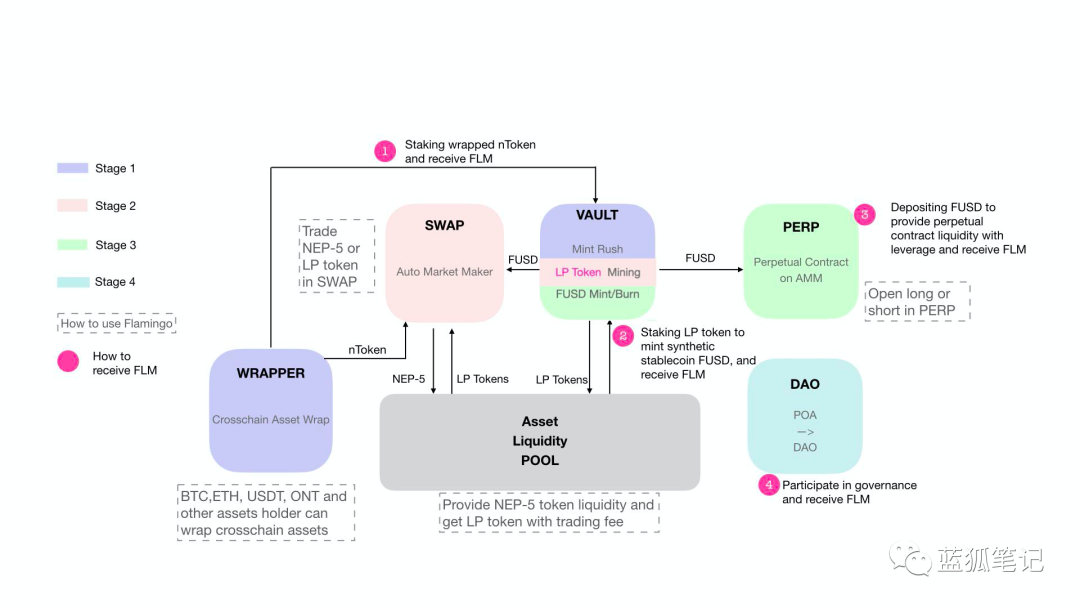 Stage 1
Stage 2
Stage 3
Stage 4
How to use Flamingo
How to
receive FLM
1
Staking wrapped nToken
and receive FLM
Trade
NEP-5 or
LP token
in SWAP
SWAP
Auto Market Maker
FUSD
VAULT
Mint Rush
LP Token Mining
FUSD Mint/Burn
FUSD
PERP
Perpetual Contract
on AMM
3
Depositing FUSD to
provide perpetual
contract liquidity with
leverage and receive FLM
Open long or
short in PERP
nToken
WRAPPER
Crosschain Asset Wrap
BTC,ETH, USDT, ONT and
other assets holder can
wrap crosschain assets
NEP-5
LP Tokens
LP Tokens
2
Staking LP token to
mint synthetic
stablecoin FUSD, and
receive FLM
Asset
Liquidity
POOL
Provide NEP-5 token liquidity and
get LP token with trading fee
DAO
POA
—>
DAO
4
Participate in governance
and receive FLM
蓝狐笔记